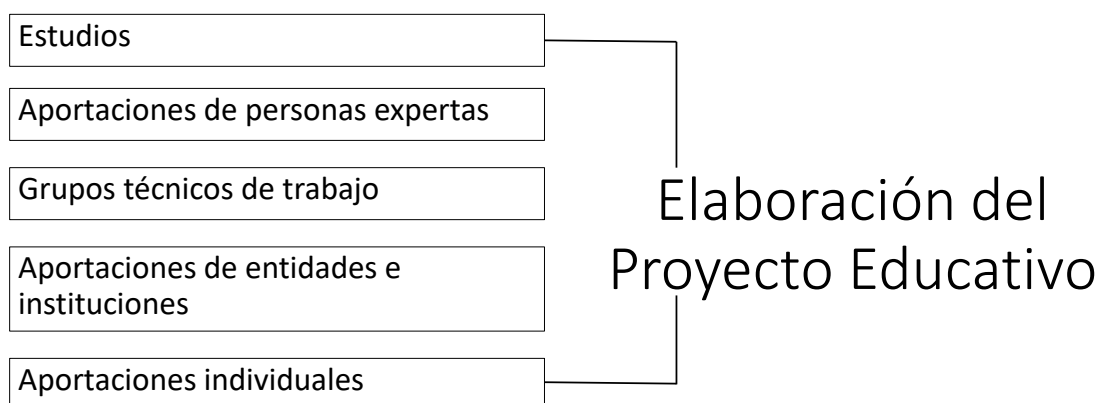 Estudios
Aportaciones de personas expertas
Grupos técnicos de trabajo
Aportaciones de entidades e
instituciones
Aportaciones individuales
Elaboración del
Proyecto Educativo